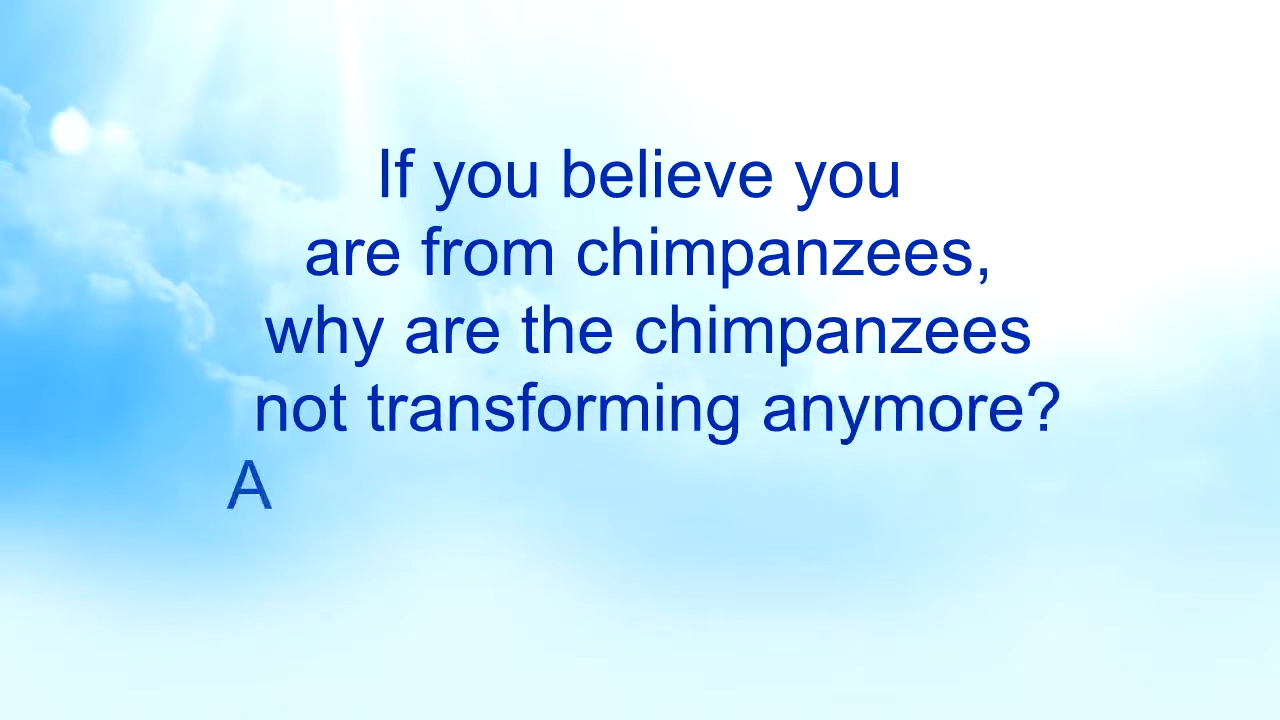 If you believe you
are from chimpanzees,
why are the chimpanzees
not transforming anymore?
A